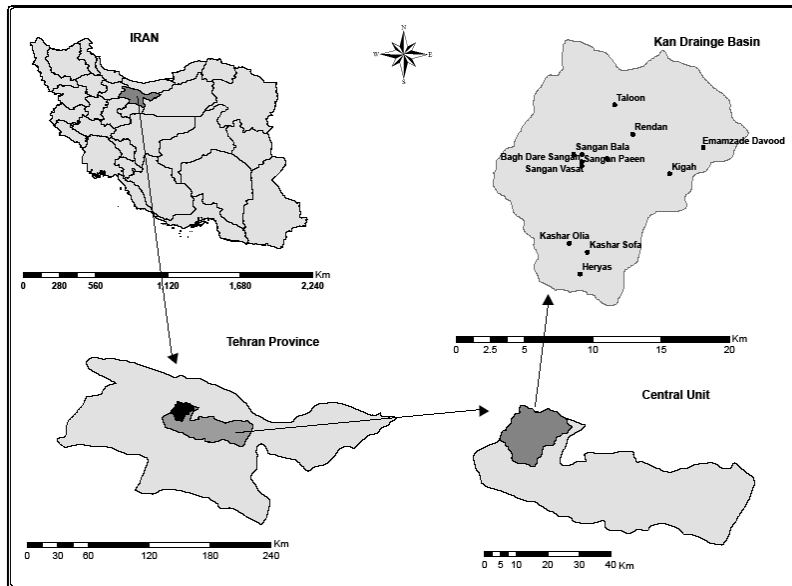 IRAN
N
W E
S
Kan Drainge Basin
Taloon
Rendan
Emamzade Davood
Sangan Bala
Bagh Dare Sangan
Sangan Paeen
Sangan Vasat
Kigah
Kashar Olia
Kashar Sofa
Heryas
Km
0 280 560 1,120 1,680 2,240
Km
0 2.5 5 10 15 20
Tehran Province
Central Unit
Km
0 30 60 120 180 240
Km
0 5 10 20 30 40